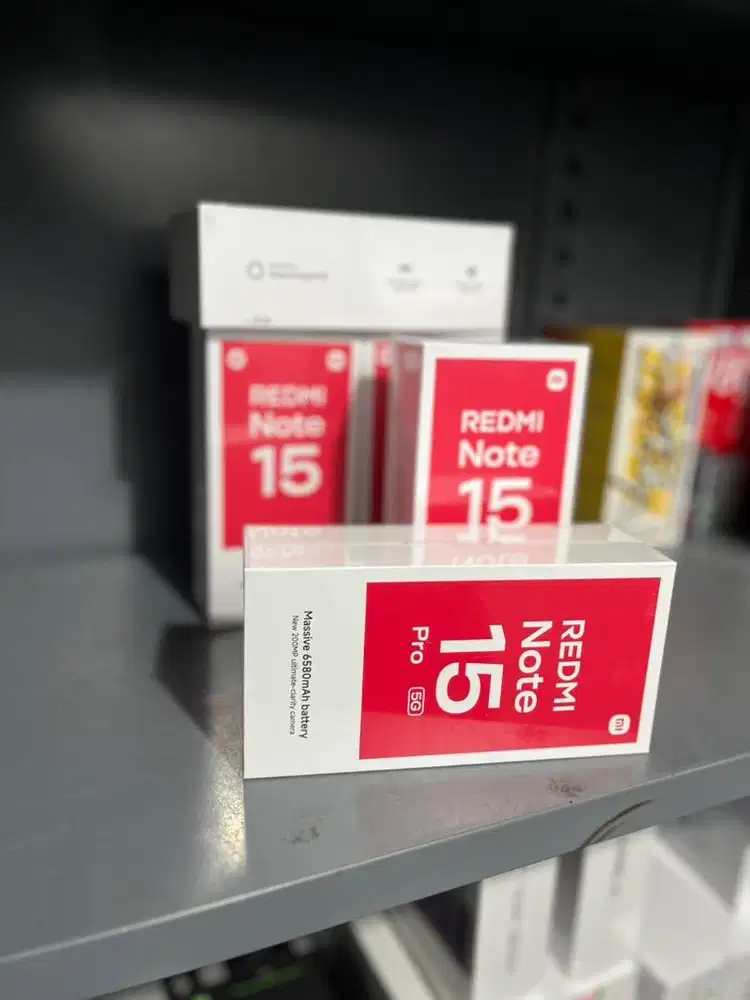 REDMI
Note
15
REDMI
Note
15
REDMI
Note
15
Pro 5G
Massive 6580mAh battery
New 200MP ultimate-clarity camera